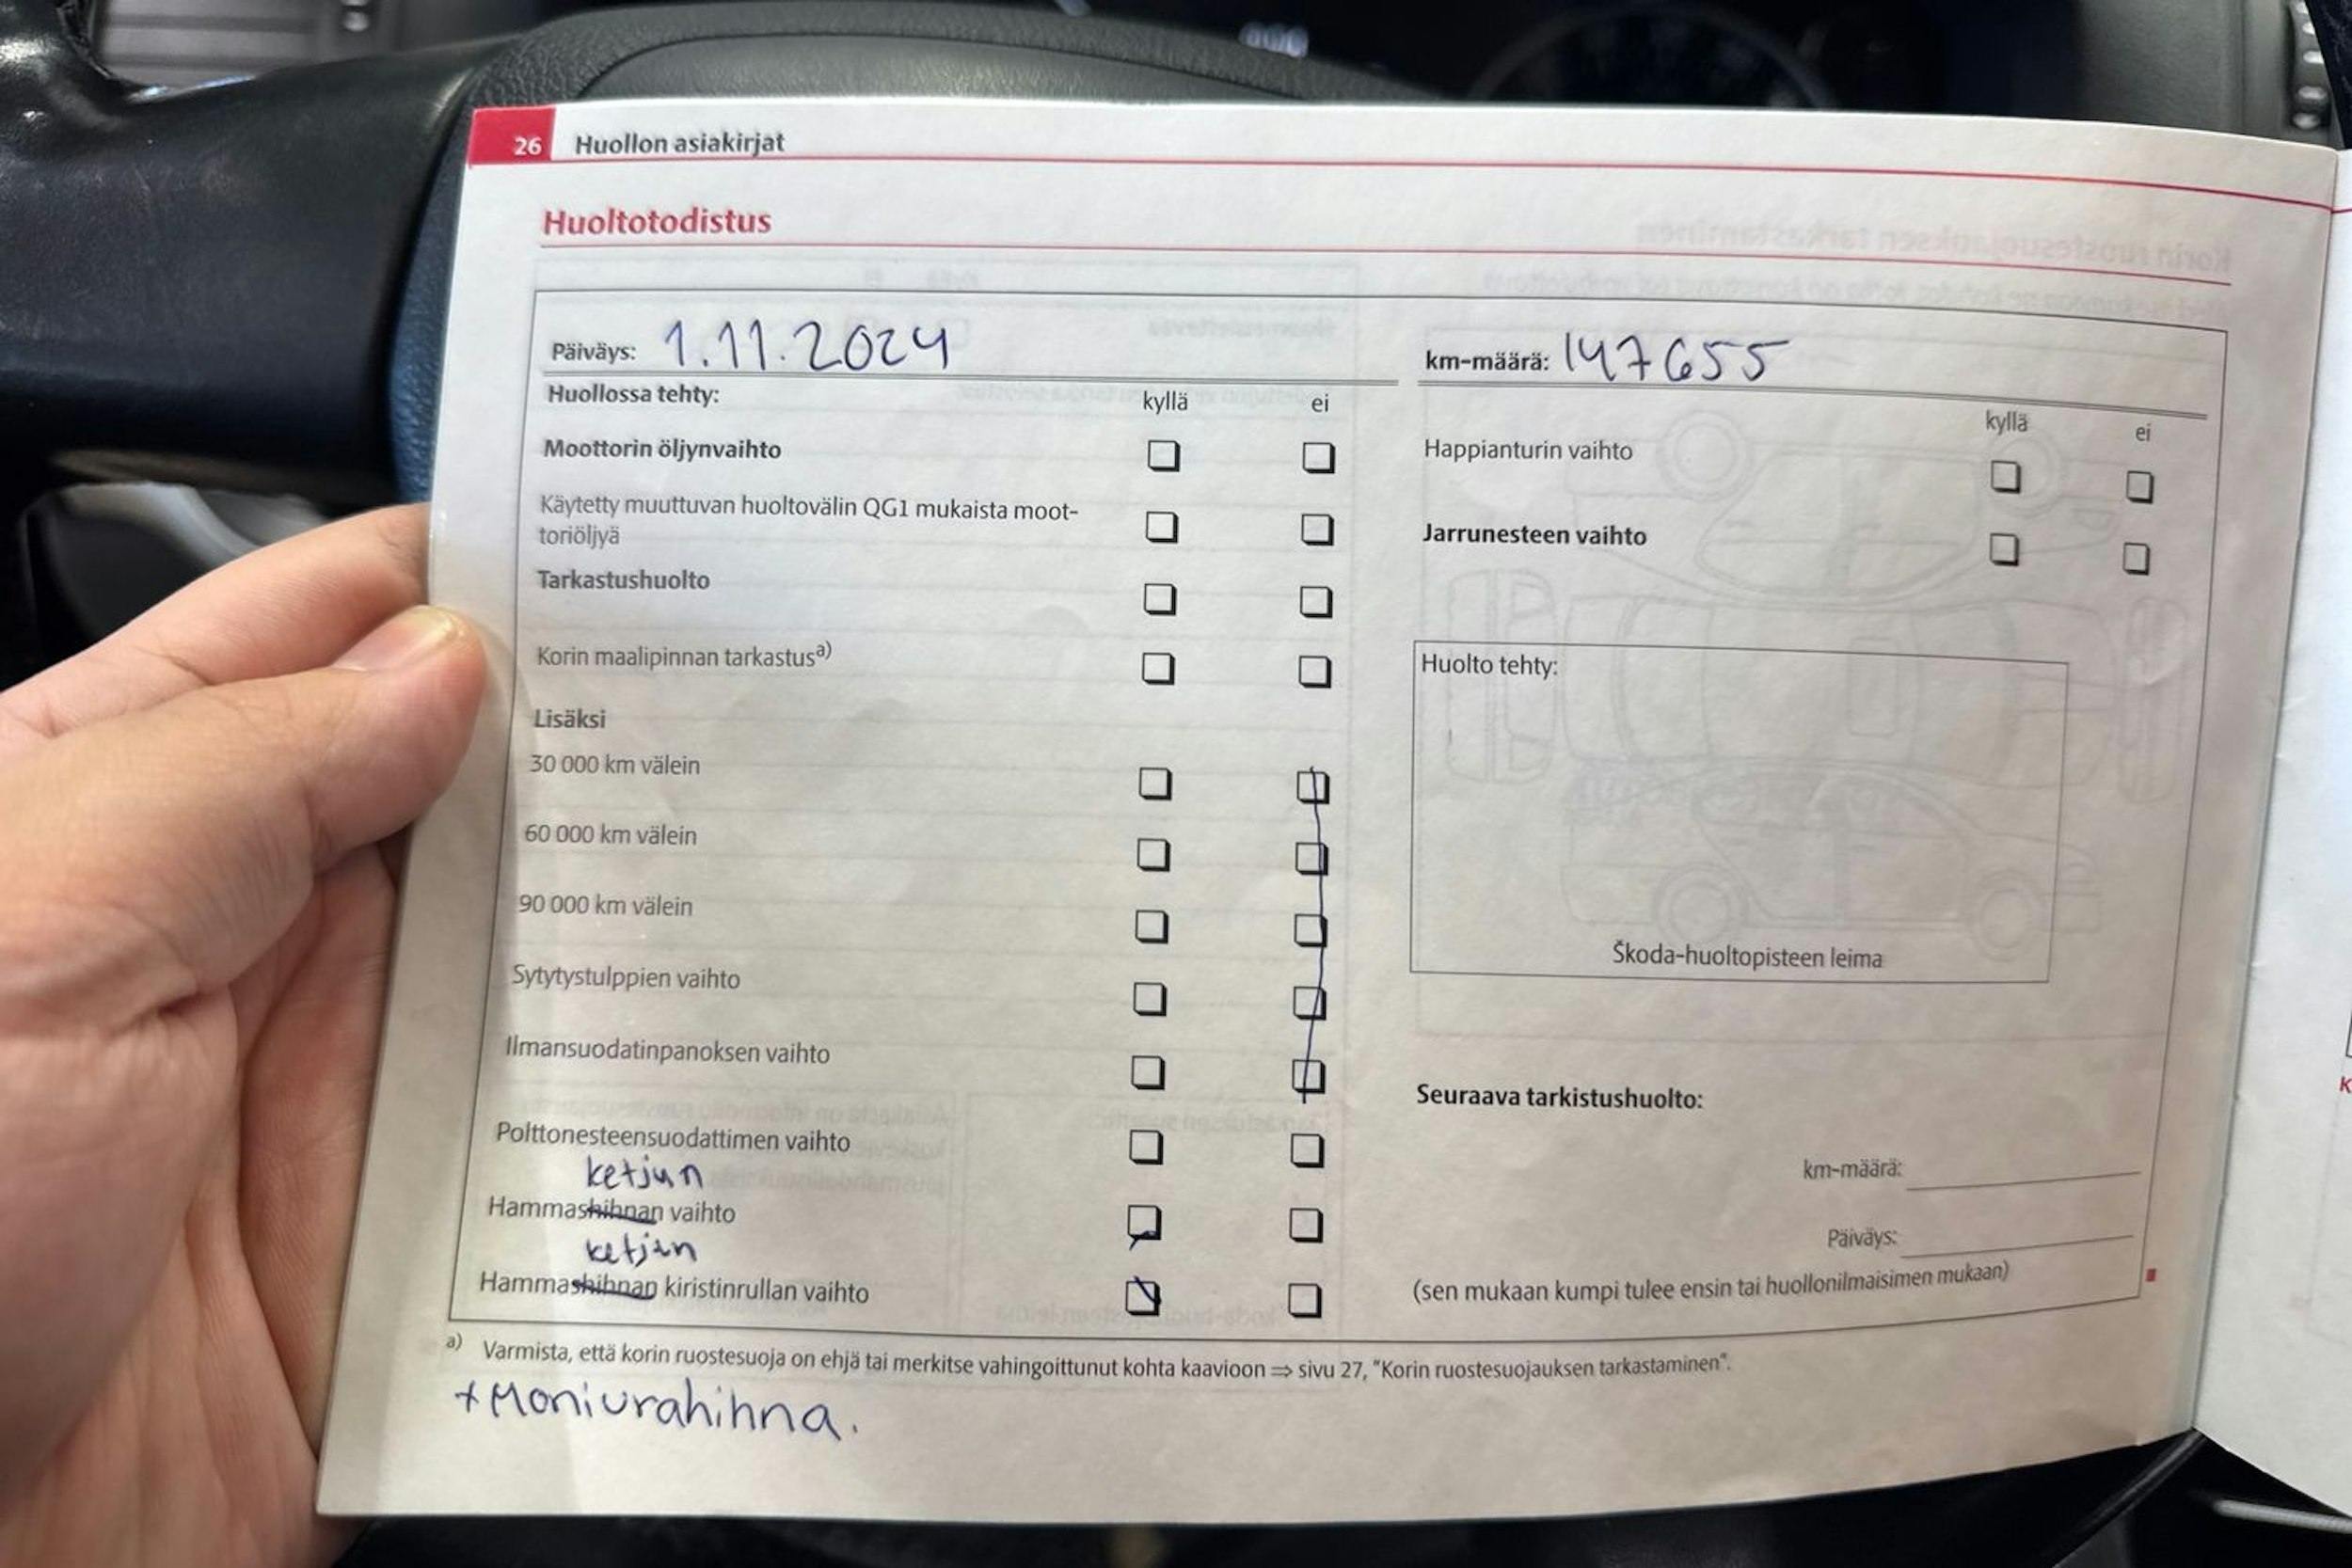 26 Huollon asiakirjat
Huoltotodistus
Päiväys: 1.11.2024
Huollossa tehty: kyllä ei
Moottorin öljynvaihto
Käytetty muuttuvan huoltovälin QG1 mukaista moot-
toriöljyä
Tarkastushuolto
Korin maalipinnan tarkastus a)
Lisäksi
30 000 km välein
60 000 km välein
90 000 km välein
Sytytystulppien vaihto
Ilmansuodatinpanoksen vaihto
Polttonesteensuodattimen vaihto
ketjun
Hammashihnan vaihto
ketjun
Hammashihnan kiristinrullan vaihto
km-määrä: 147655
kyllä ei
Happianturin vaihto
Jarrunesteen vaihto
Huolto tehty:
Škoda-huoltopisteen leima
Seuraava tarkistushuolto:
km-määrä:
Päiväys:
(sen mukaan kumpi tulee ensin tai huollonilmaisimen mukaan)
a) Varmista, että korin ruostesuoja on ehjä tai merkitse vahingoittunut kohta kaavioon ⇒ sivu 27, "Korin ruostesuojauksen tarkastaminen".
+ Moniurahihna.